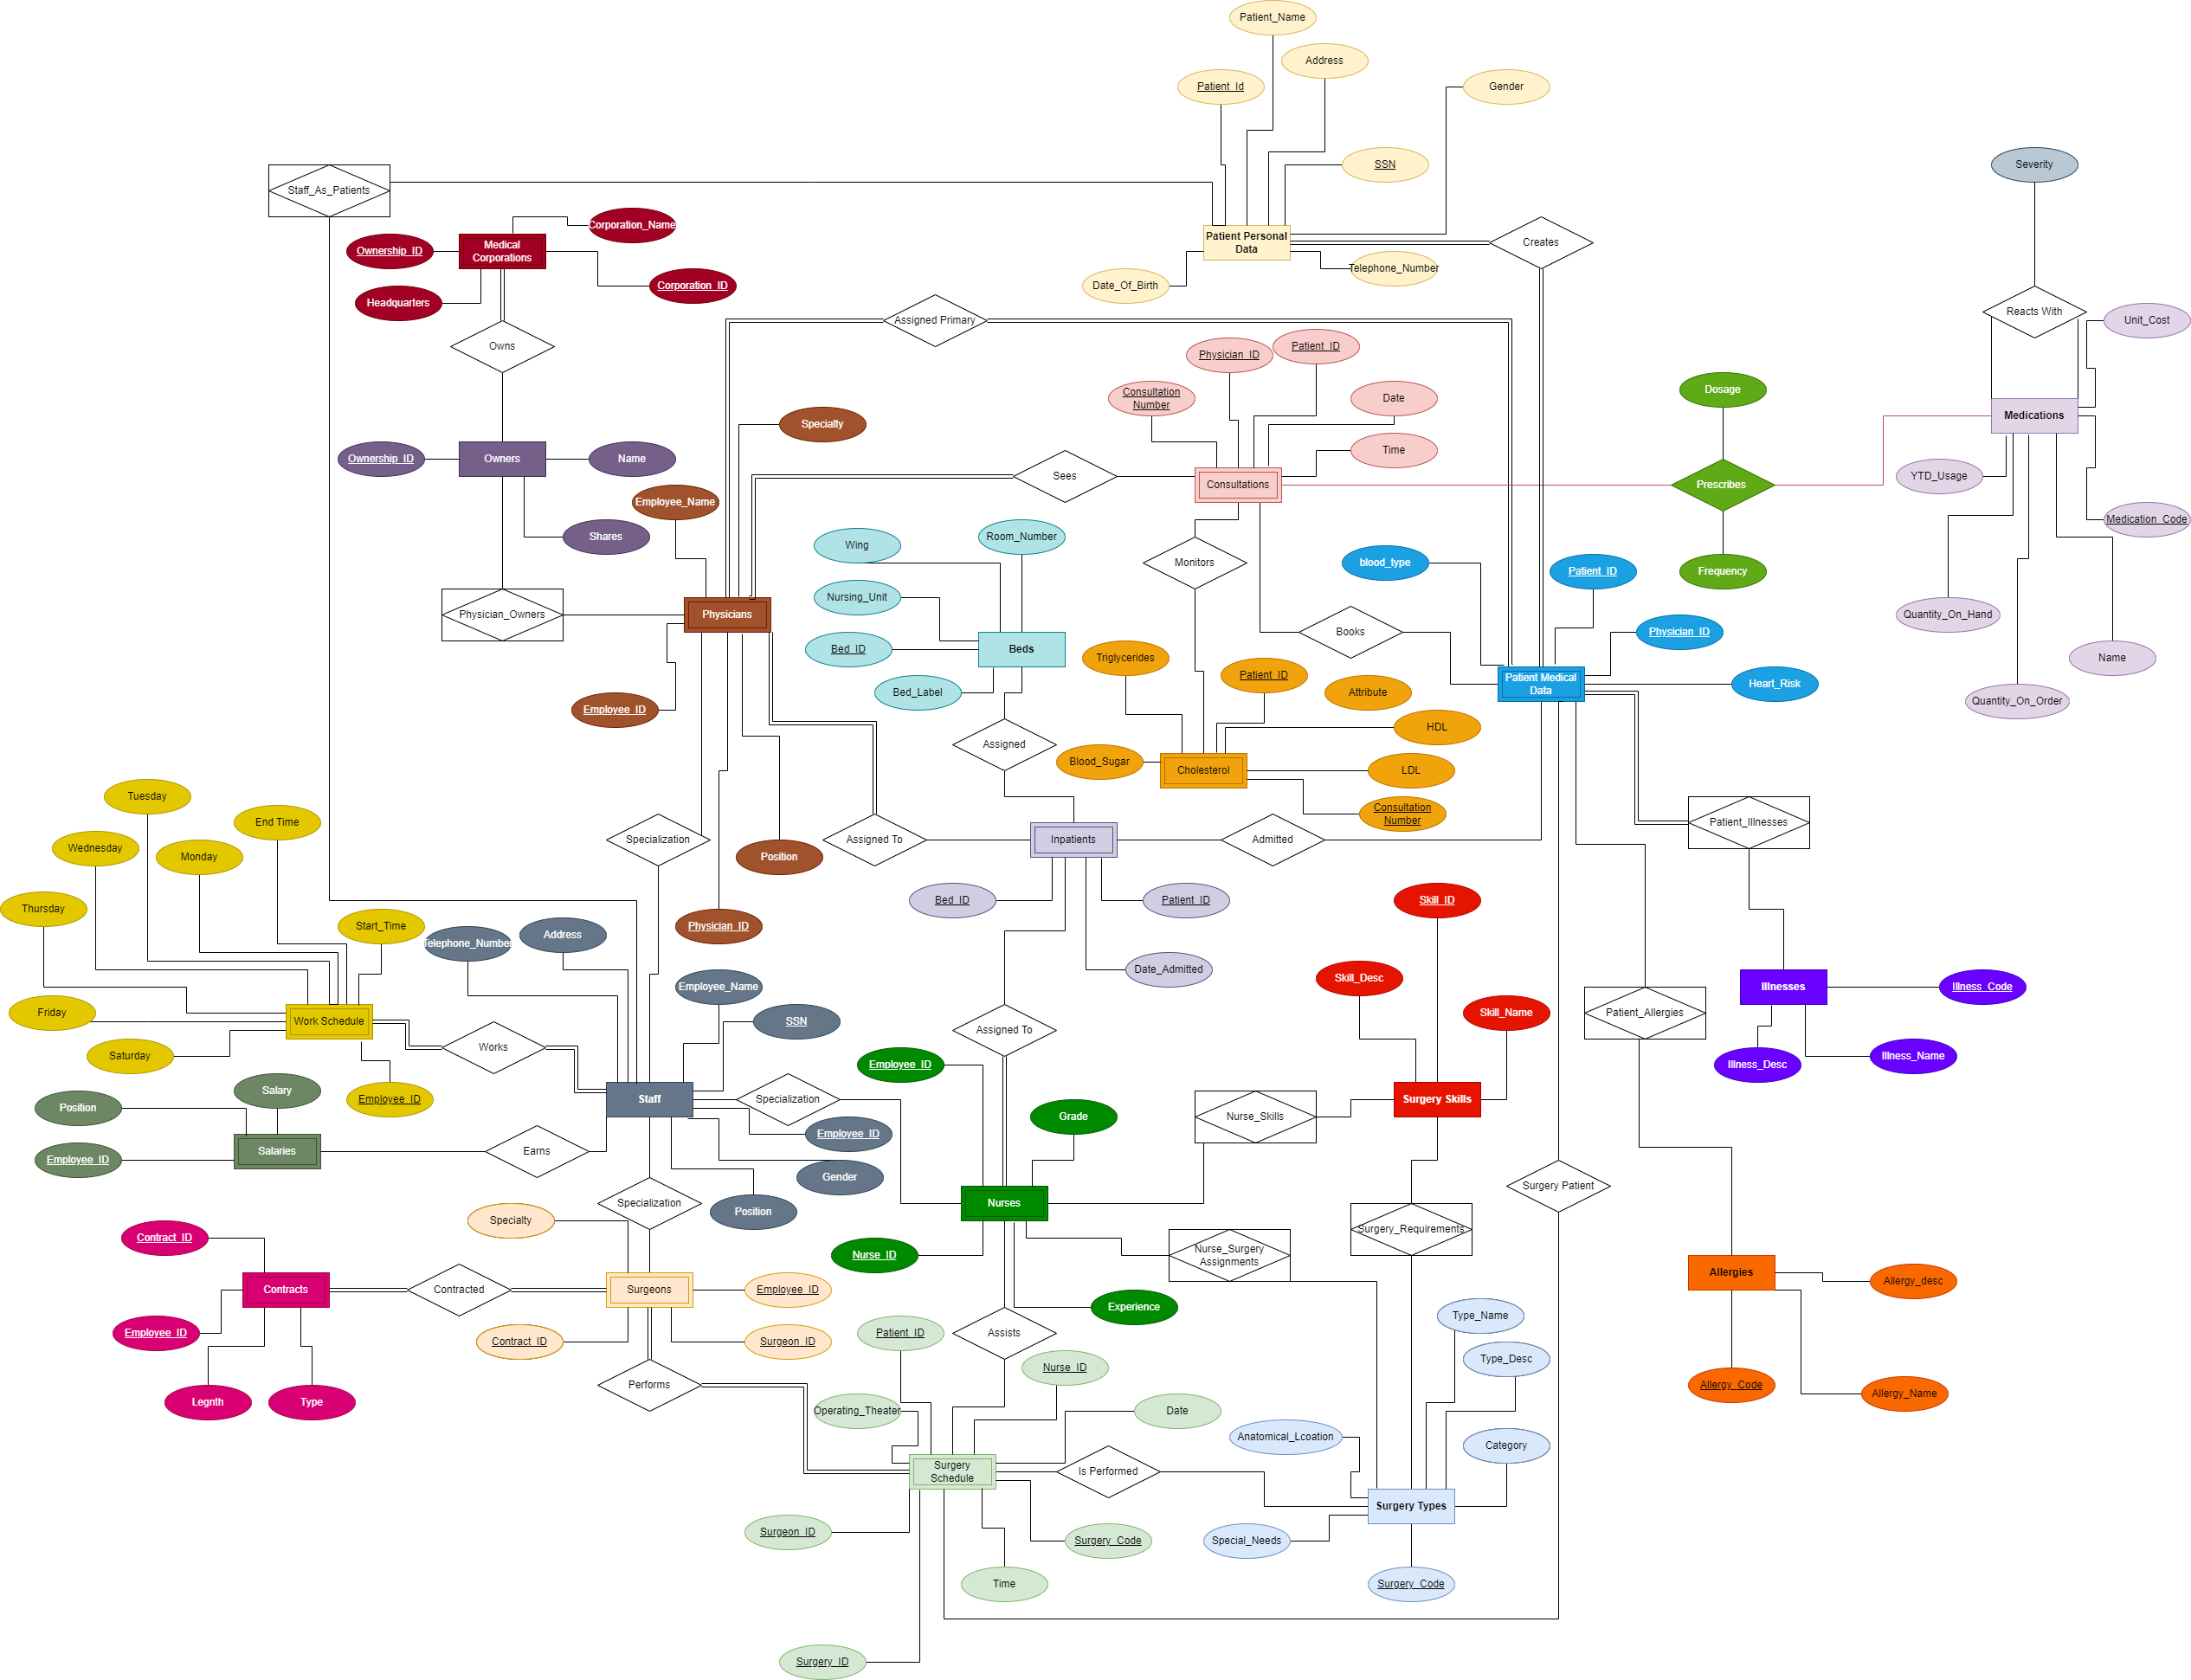 Patient_Name
Address
Patient_Id
Gender
SSN
Severity
Staff_As_Patients
Corporation_Name
Patient Personal
Data
Creates
Medical
Corporations
Ownership_ID
Telephone_Number
Date_Of_Birth
Corporation_ID
Headquarters
Reacts With
Unit_Cost
Assigned Primary
Owns
Physician_ID
Patient_ID
Consultation
Number
Date
Dosage
Medications
Specialty
Time
Ownership_ID
Owners
Name
Sees
Consultations
Prescribes
YTD_Usage
Employee_Name
Medication_Code
Shares
Wing
Room_Number
Monitors
blood_type
Patient_ID
Frequency
Nursing_Unit
Physician_Owners
Physicians
Quantity_On_Hand
Books
Physician_ID
Bed_ID
Beds
Triglycerides
Name
Patient_ID
Patient Medical
Data
Heart_Risk
Bed_Label
Attribute
Quantity_On_Order
Employee_ID
HDL
Assigned
Blood_Sugar
Cholesterol
LDL
Tuesday
Consultation
Number
End Time
Patient_Illnesses
Wednesday
Monday
Specialization
Assigned To
Inpatients
Admitted
Position
Thursday
Bed_ID
Patient_ID
Skill_ID
Start_Time
Physician_ID
Telephone_Number
Address
Date_Admitted
Skill_Desc
Employee_Name
Illnesses
Illness_Code
Friday
Work Schedule
SSN
Skill_Name
Patient_Allergies
Assigned To
Works
Saturday
Employee_ID
Illness_Desc
Illness_Name
Salary
Employee_ID
Staff
Specialization
Surgery Skills
Position
Grade
Nurse_Skills
Employee_ID
Salaries
Earns
Employee_ID
Gender
Surgery Patient
Specialization
Nurses
Specialty
Position
Surgery_Requirements
Contract_ID
Nurse_ID
Nurse_Surgery
Assignments
Allergies
Allergy_desc
Contracts
Contracted
Surgeons
Employee_ID
Experience
Type_Name
Employee_ID
Contract_ID
Surgeon_ID
Patient_ID
Assists
Type_Desc
Nurse_ID
Performs
Allergy_Code
Allergy_Name
Legnth
Type
Operating_Theater
Date
Anatomical_Lcoation
Category
Surgery
Schedule
Is Performed
Surgery Types
Surgeon_ID
Surgery_Code
Special_Needs
Time
Surgery_Code
Surgery_ID